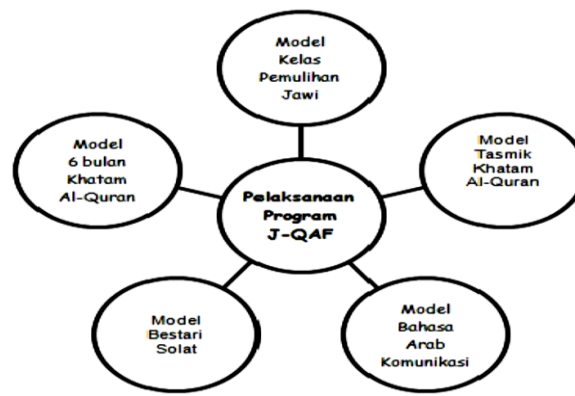 Model
Kelas
Pemulihan
Jawi
Model
6 bulan
Khatam
Al-Quran
Model
Tasmik
Khatam
Al-Quran
Pelaksanaan
Program
J-QAF
Model
Bestari
Solat
Model
Bahasa
Arab
Komunikasi